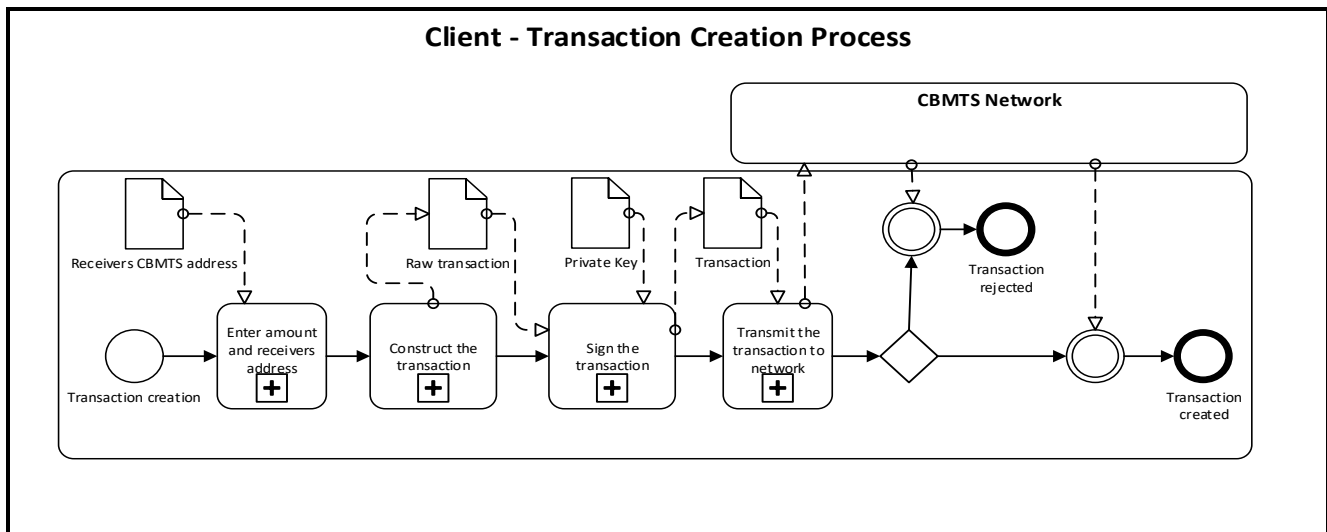 Client - Transaction Creation Process
CBMTS Network
Receivers CBMTS address
Raw transaction
Private Key
Transaction
Transaction
rejected
Transaction creation
Enter amount
and receivers
address
Construct the
transaction
Sign the
transaction
Transmit the
transaction to
network
Transaction
created